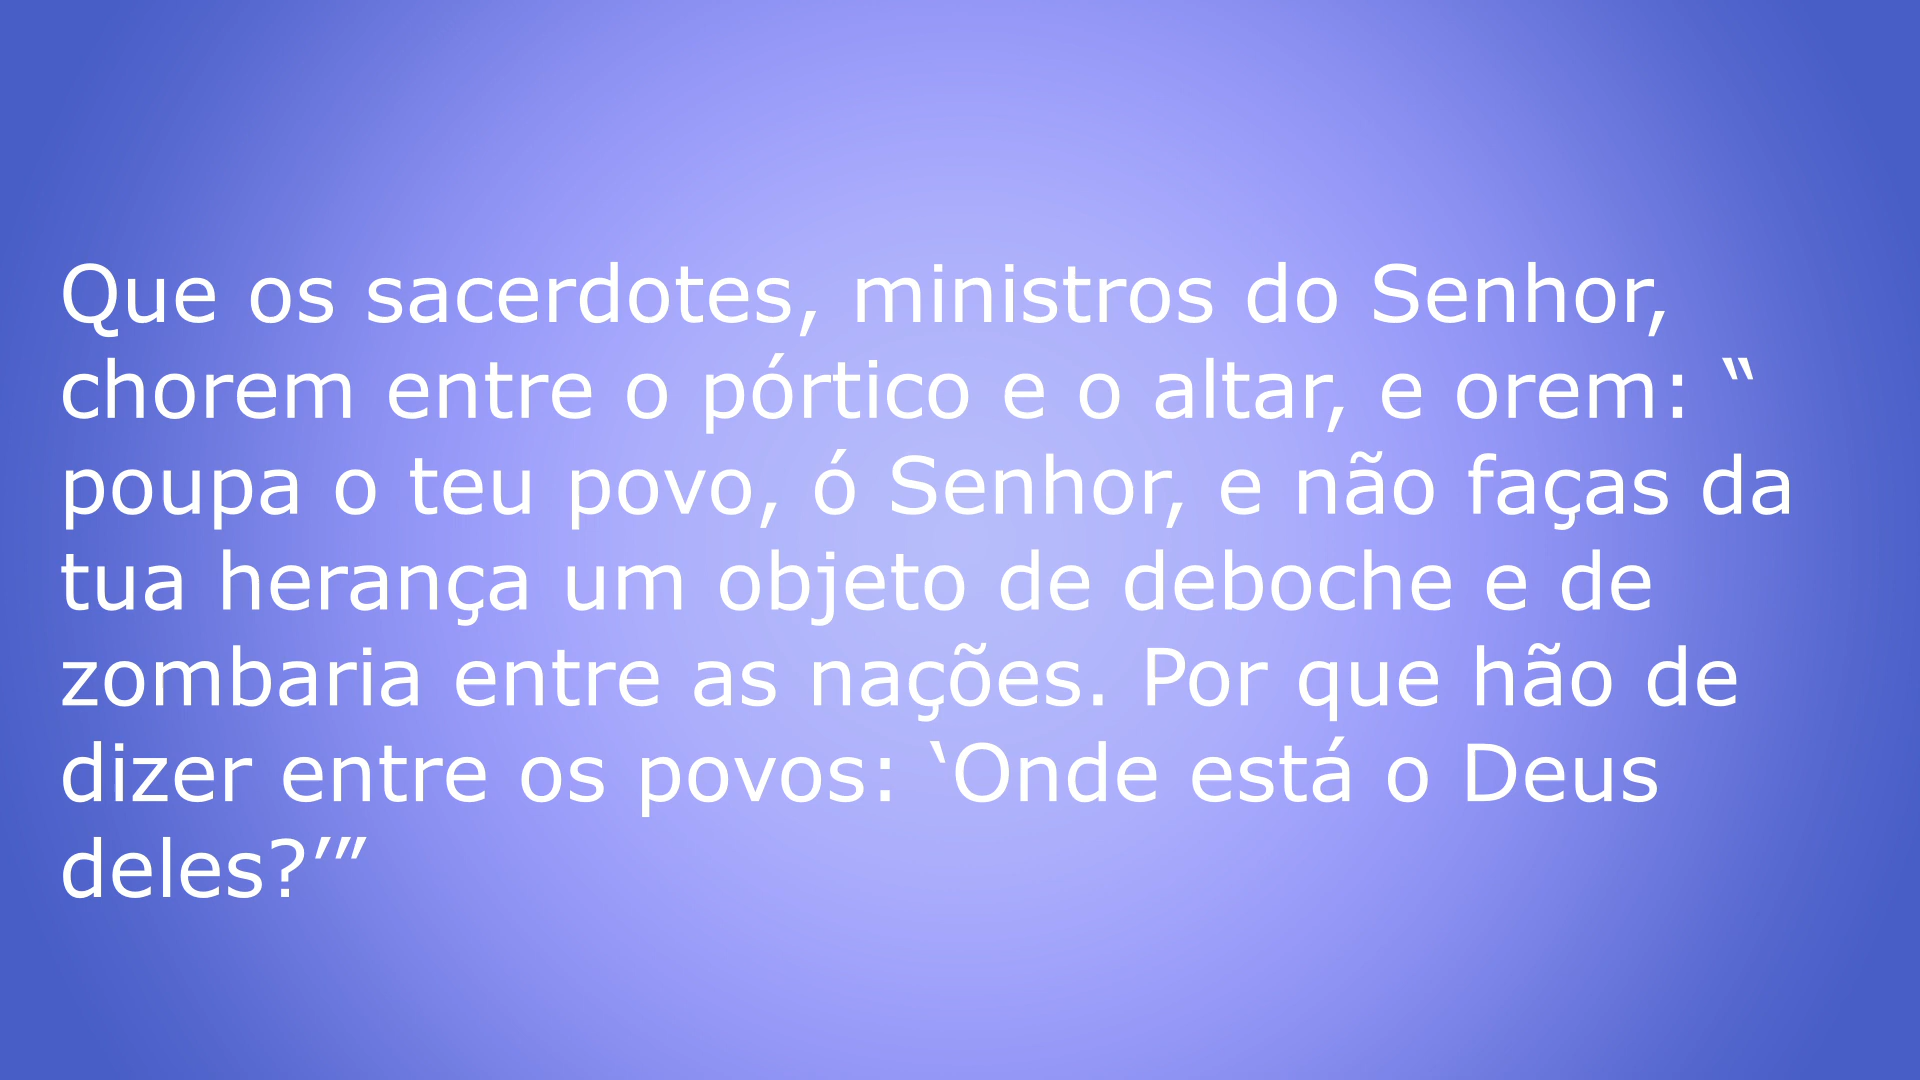 Que os sacerdotes, ministros do Senhor,
chorem entre o pórtico e o altar, e orem: “
poupa o teu povo, ó Senhor, e não faças da
tua herança um objeto de deboche e de
zombaria entre as nações. Por que hão de
dizer entre os povos: ‘Onde está o Deus
deles?’”